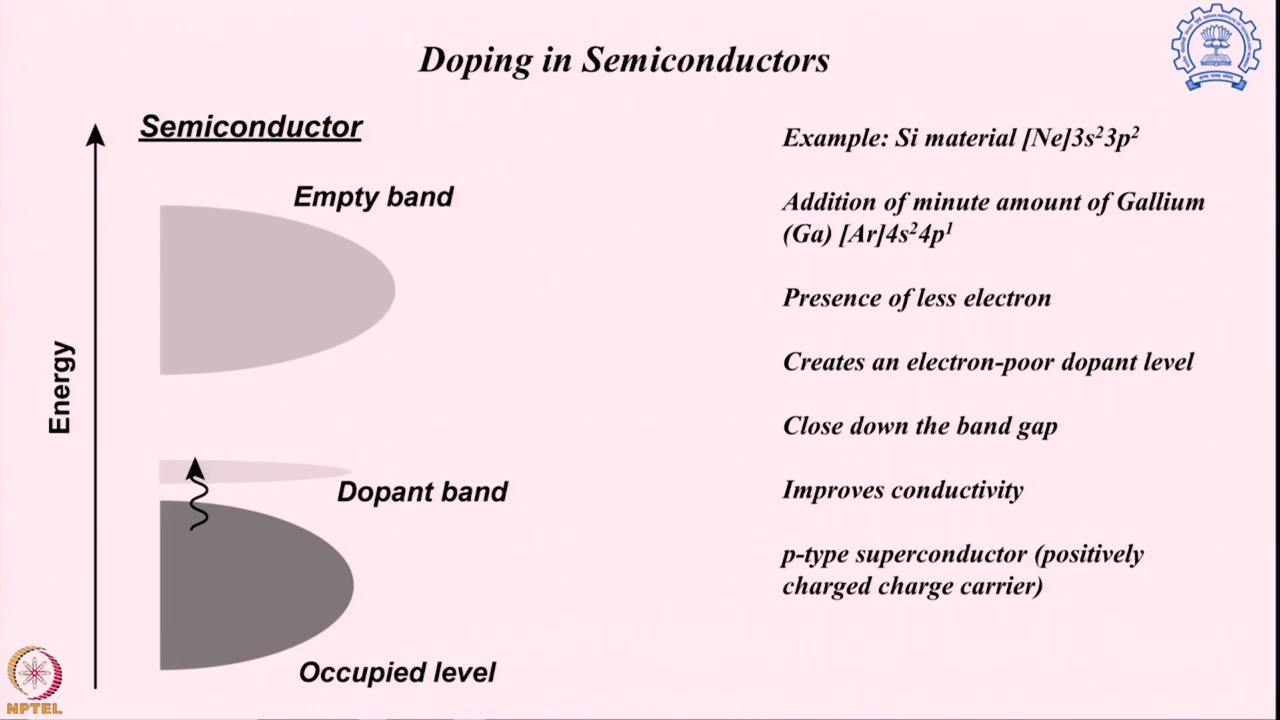 Doping in Semiconductors
Semiconductor
Empty band
Energy
Dopant band
Occupied level
Example: Si material [Ne]3s²3p²
Addition of minute amount of Gallium
(Ga) [Ar]4s²4p¹
Presence of less electron
Creates an electron-poor dopant level
Close down the band gap
Improves conductivity
p-type superconductor (positively
charged charge carrier)
NPTEL